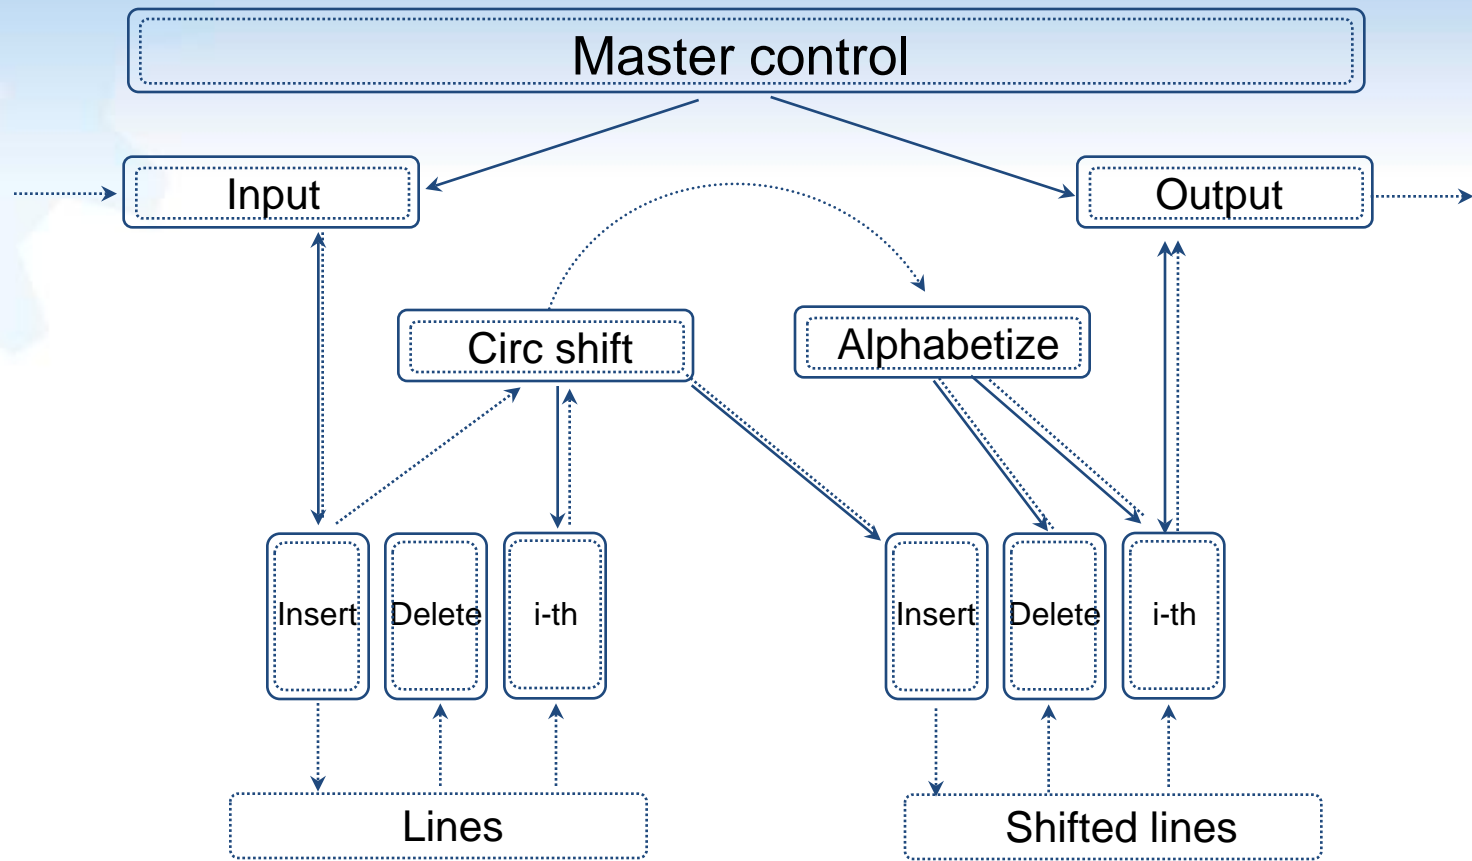 Master control
Input
Output
Circ shift
Alphabetize
Insert
Delete
i-th
Insert
Delete
i-th
Lines
Shifted lines